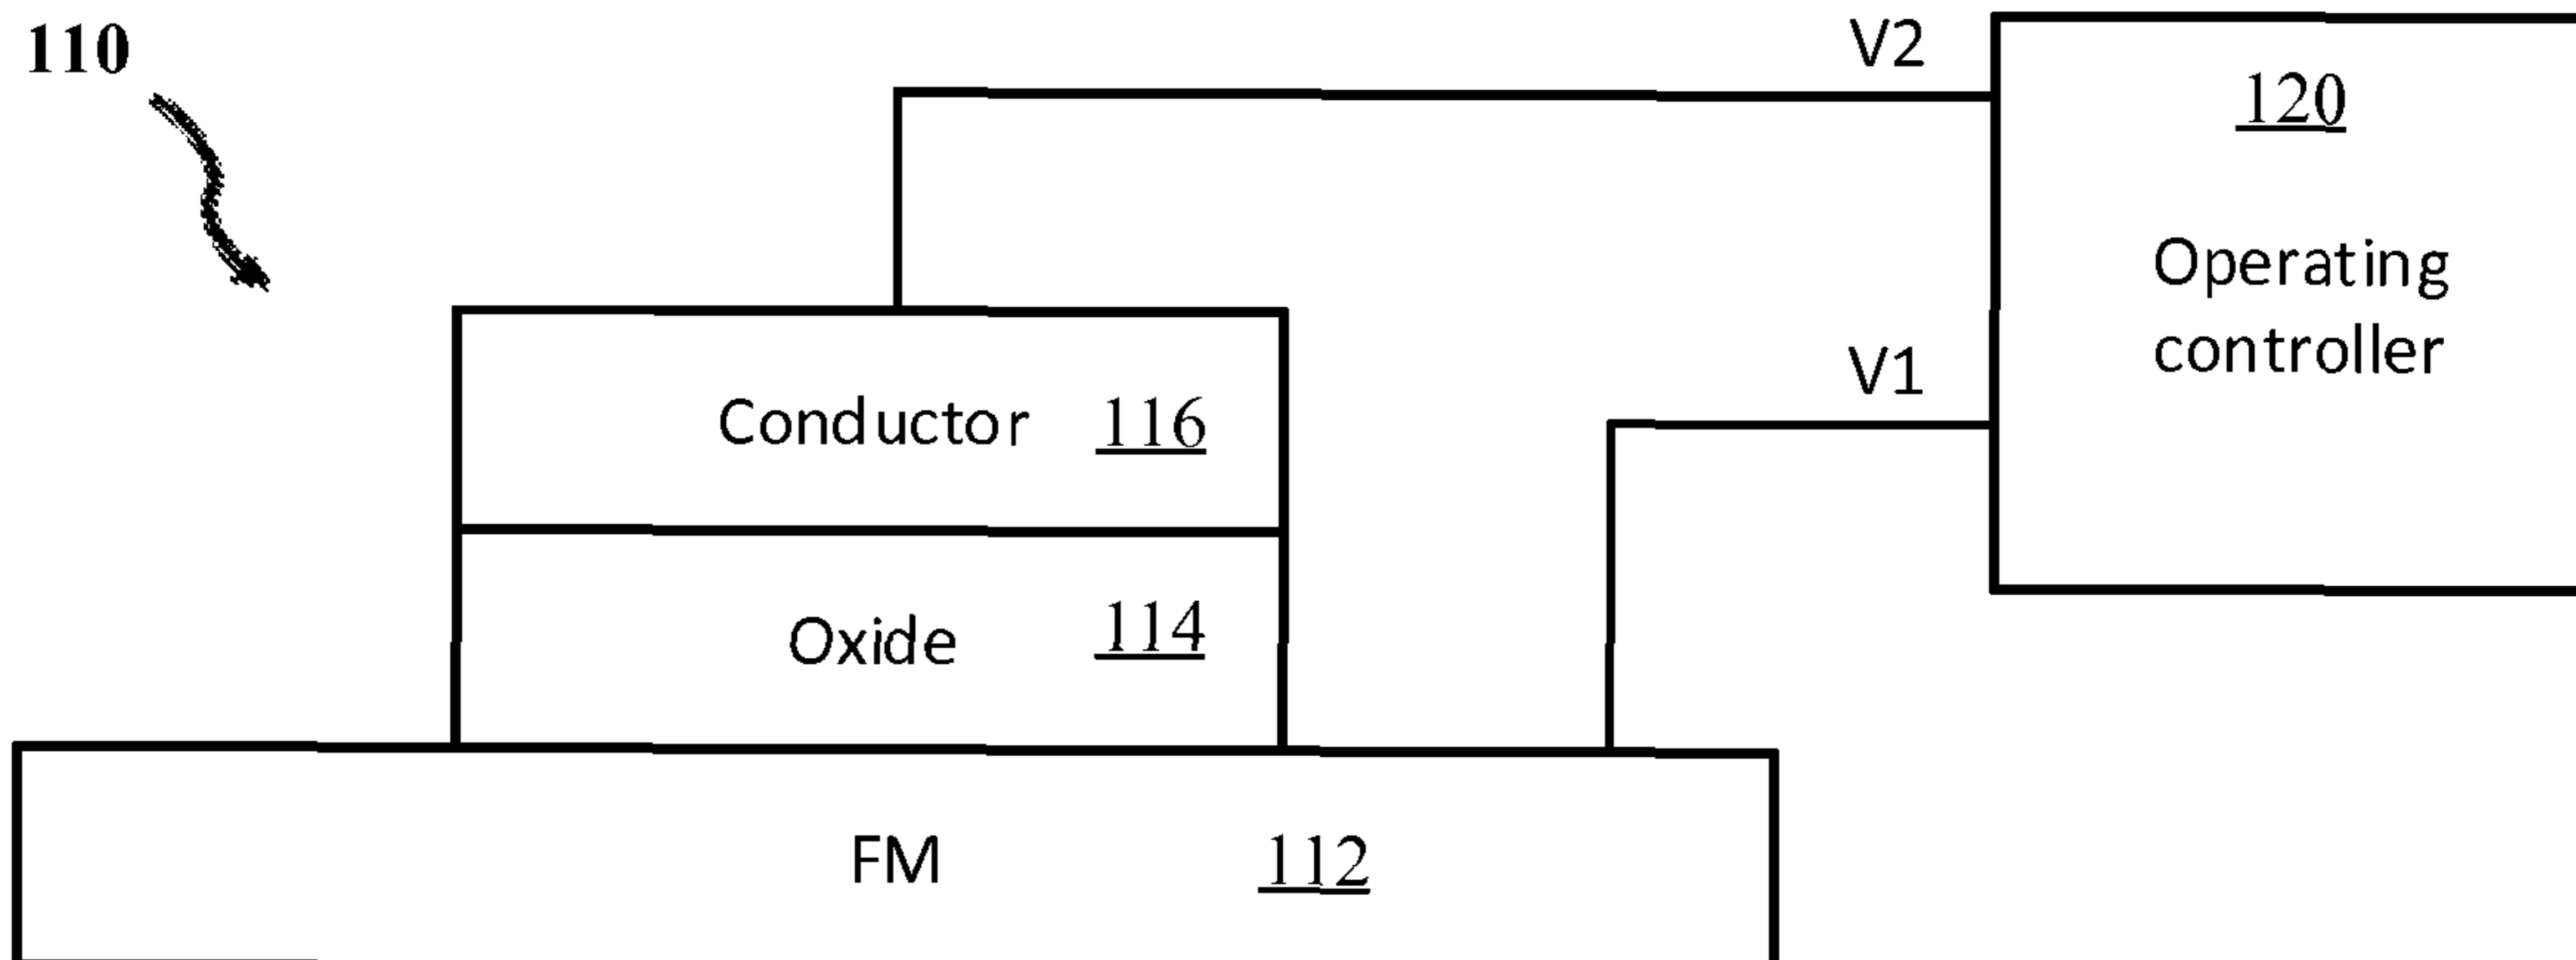 110
V2
120
Operating
controller
V1
Conductor 116
Oxide 114
FM 112